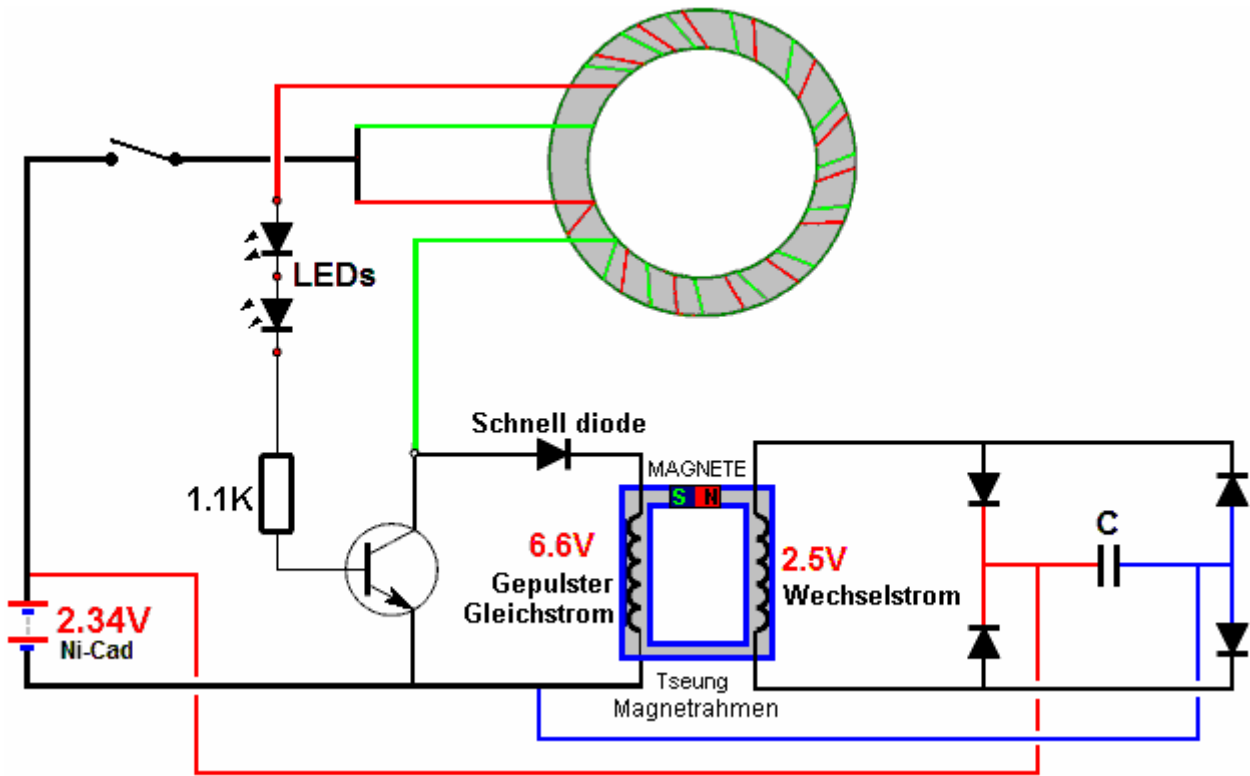 LEDs
Schnell diode
1.1K
MAGNETE
S N
6.6V
Gepulster
Gleichstrom
2.5V
Wechselstrom
C
2.34V
Ni-Cad
Tseung
Magnetrahmen